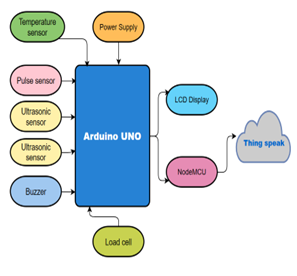 Temperature
sensor
Power Supply
Pulse sensor
Ultrasonic
sensor
Ultrasonic
sensor
Buzzer
Arduino UNO
LCD Display
NodeMCU
Thing speak
Load cell